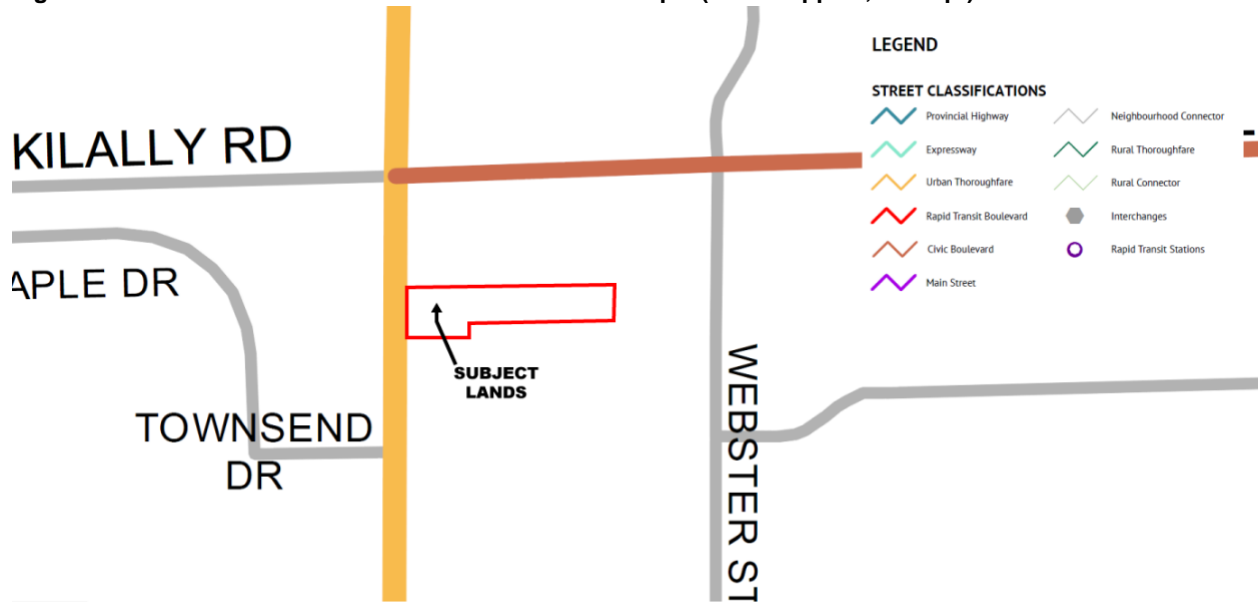 KILALLY RD
APLE DR
TOWNSEND
DR
SUBJECT
LANDS
WEBSTER ST
LEGEND
STREET CLASSIFICATIONS
Provincial Highway
Expressway
Urban Thoroughfare
Rapid Transit Boulevard
Civic Boulevard
Main Street
Neighbourhood Connector
Rural Thoroughfare
Rural Connector
Interchanges
Rapid Transit Stations